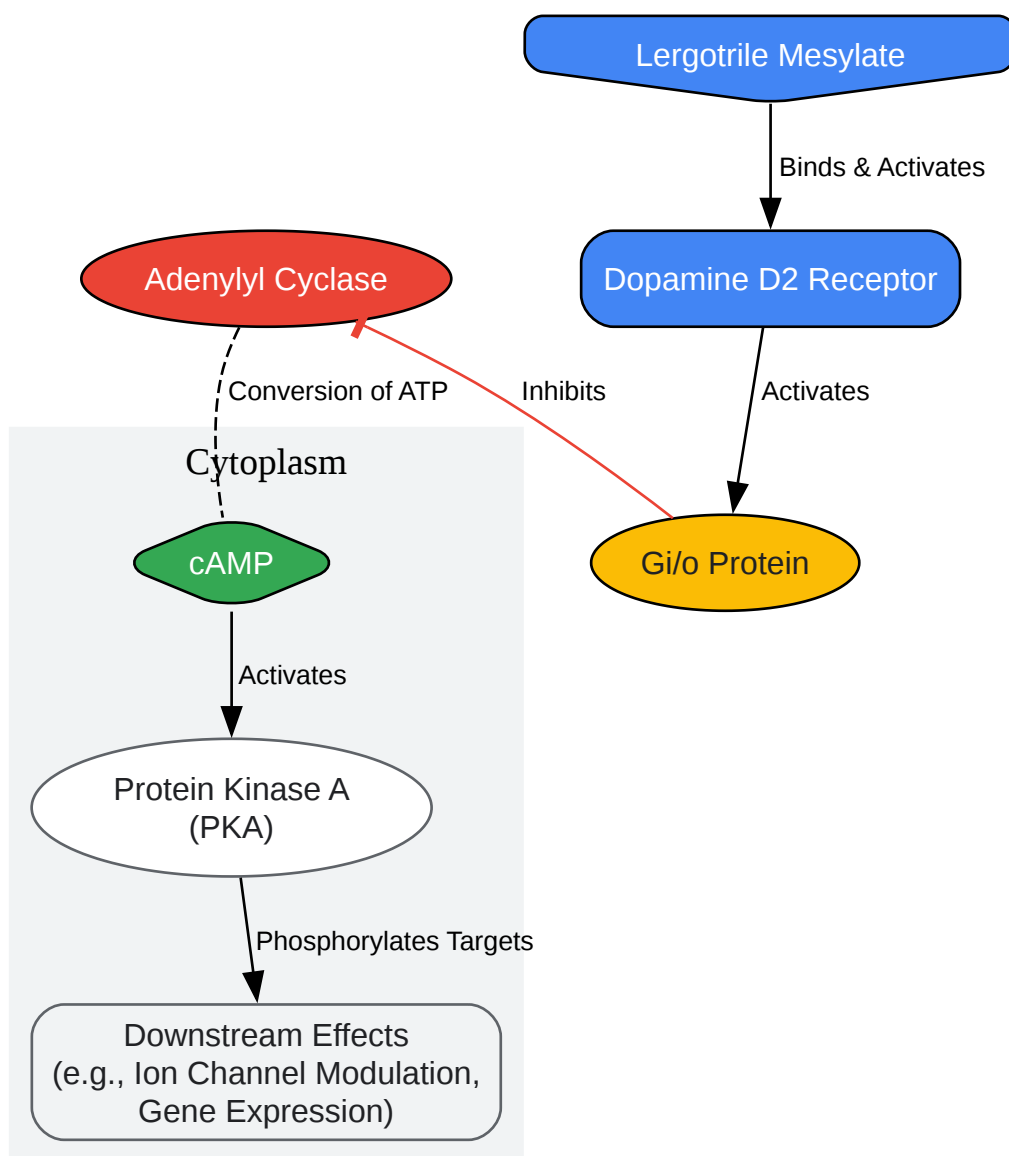 Lergotrile Mesylate
Binds & Activates
Adenylyl Cyclase
Dopamine D2 Receptor
Conversion of ATP
Inhibits
Activates
Cytoplasm
cAMP
Gi/o Protein
Activates
Protein Kinase A
(PKA)
Phosphorylates Targets
Downstream Effects
(e.g., Ion Channel Modulation,
Gene Expression)